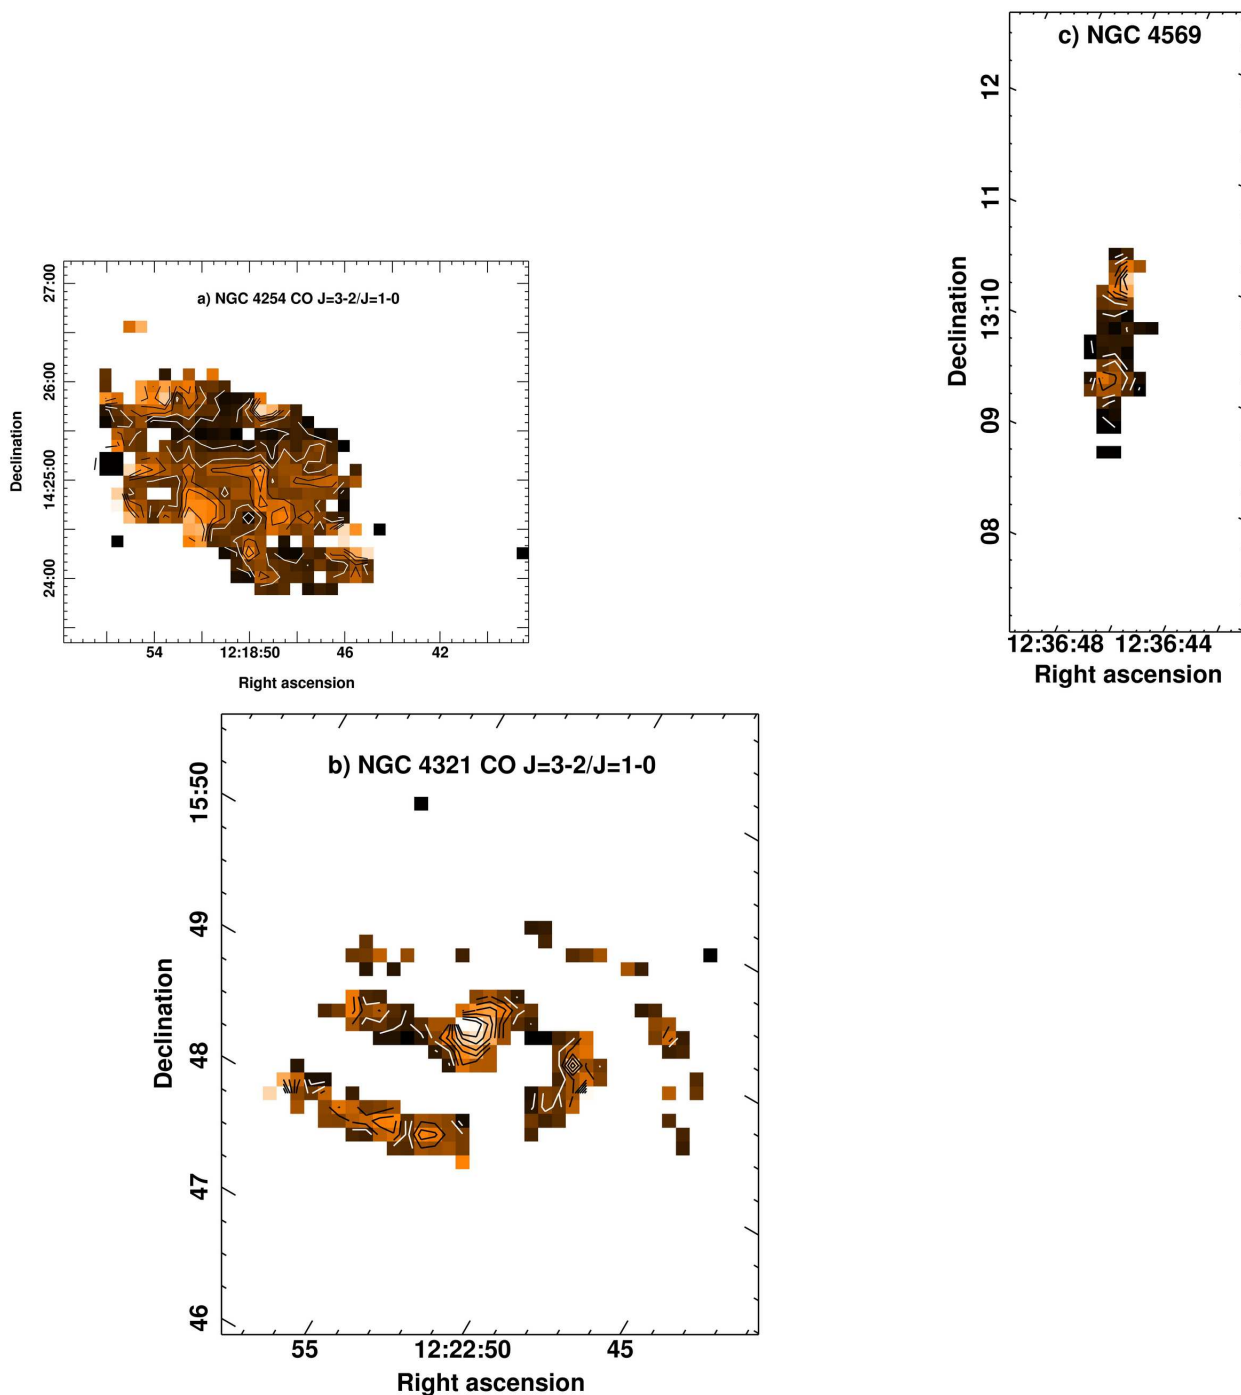 c) NGC 4569
12
11
13:10
09
08
Declination
12:36:48 12:36:44
Right ascension
a) NGC 4254 CO J=3-2/J=1-0
27:00
26:00
14:25:00
24:00
Declination
54 12:18:50 46 42
Right ascension
b) NGC 4321 CO J=3-2/J=1-0
15:50
49
48
47
46
Declination
55 12:22:50 45
Right ascension